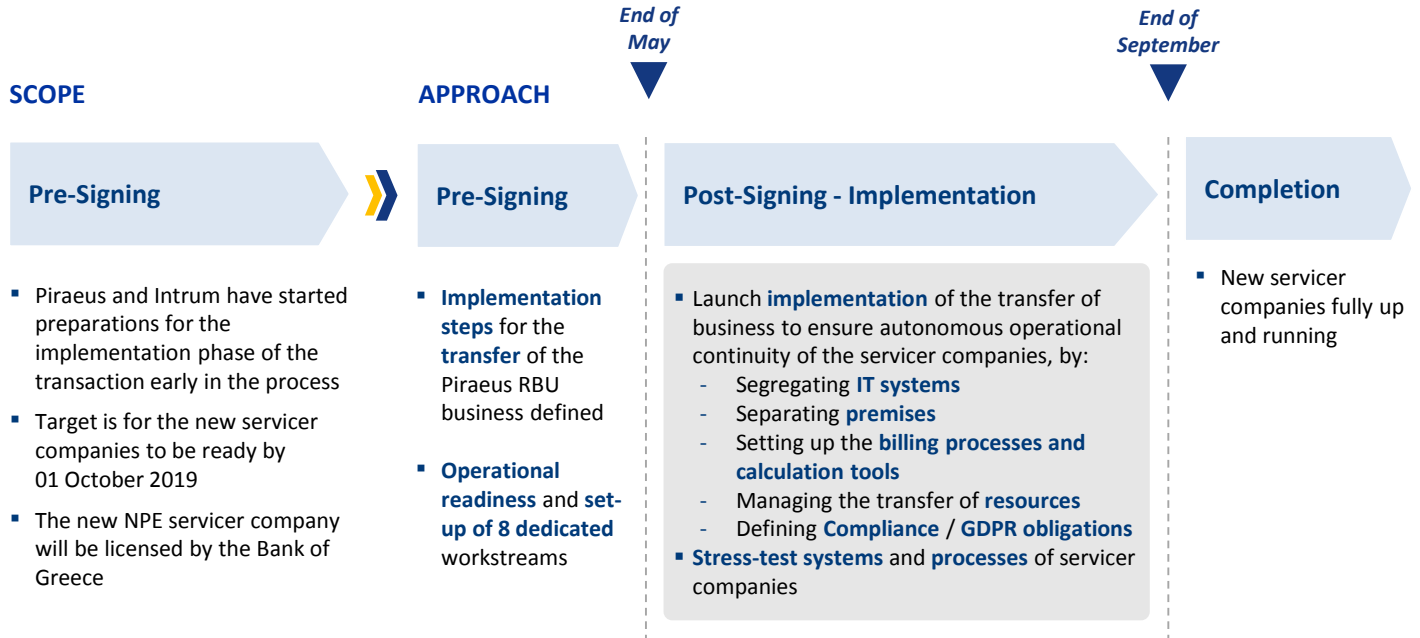 End of
May
End of
September
SCOPE
APPROACH
Pre-Signing
Pre-Signing
Post-Signing - Implementation
Completion
▪ Piraeus and Intrum have started
preparations for the
implementation phase of the
transaction early in the process
▪ Target is for the new servicer
companies to be ready by
01 October 2019
▪ The new NPE servicer company
will be licensed by the Bank of
Greece
▪ Implementation
steps for the
transfer of the
Piraeus RBU
business defined
▪ Operational
readiness and set-
up of 8 dedicated
workstreams
▪ Launch implementation of the transfer of
business to ensure autonomous operational
continuity of the servicer companies, by:
- Segregating IT systems
- Separating premises
- Setting up the billing processes and
calculation tools
- Managing the transfer of resources
- Defining Compliance / GDPR obligations
▪ Stress-test systems and processes of servicer
companies
▪ New servicer
companies fully up
and running